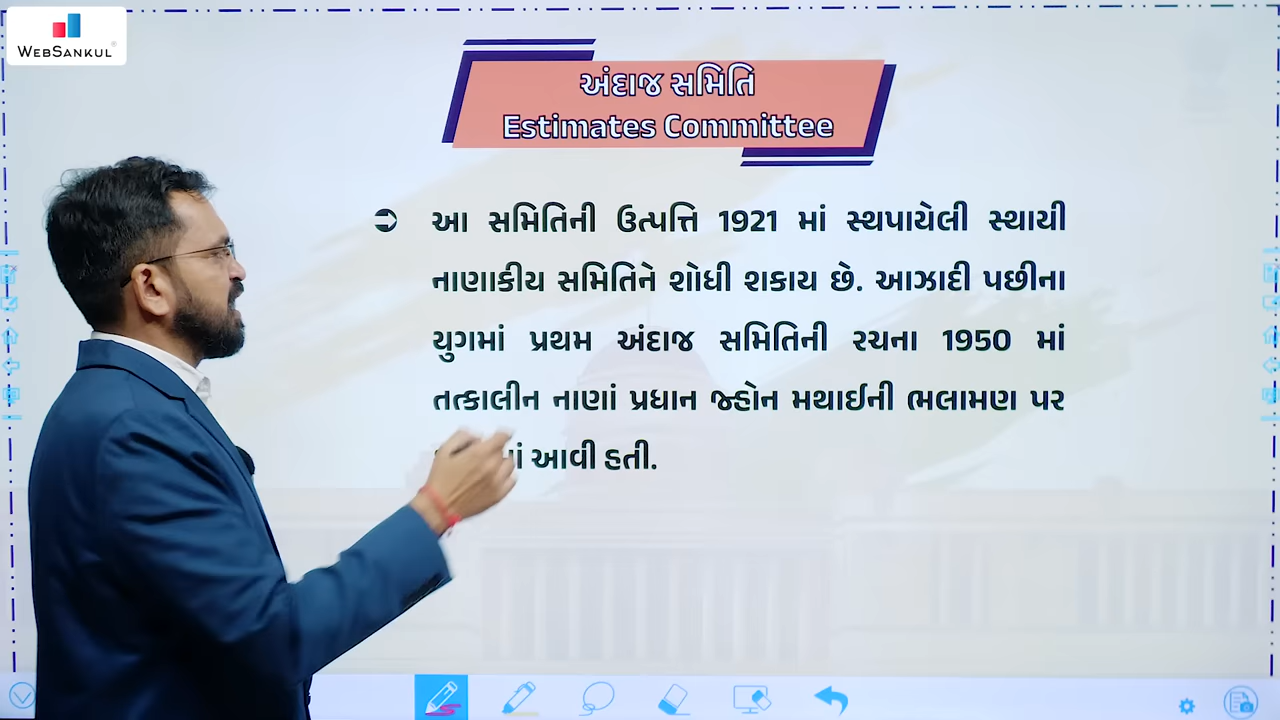 WEBSANKUL
અંદાજ સમિતિ
Estimates Committee
આ સમિતિની ઉત્પત્તિ 1921 માં સ્થપાયેલી સ્થાયી
નાણાકીય સમિતિને શોધી શકાય છે. આઝાદી પછીના
યુગમાં પ્રથમ અંદાજ સમિતિની રચના 1950 માં
તત્કાલીન નાણાં પ્રધાન જ્હોન મથાઈની ભલામણ પર
આવી હતી.